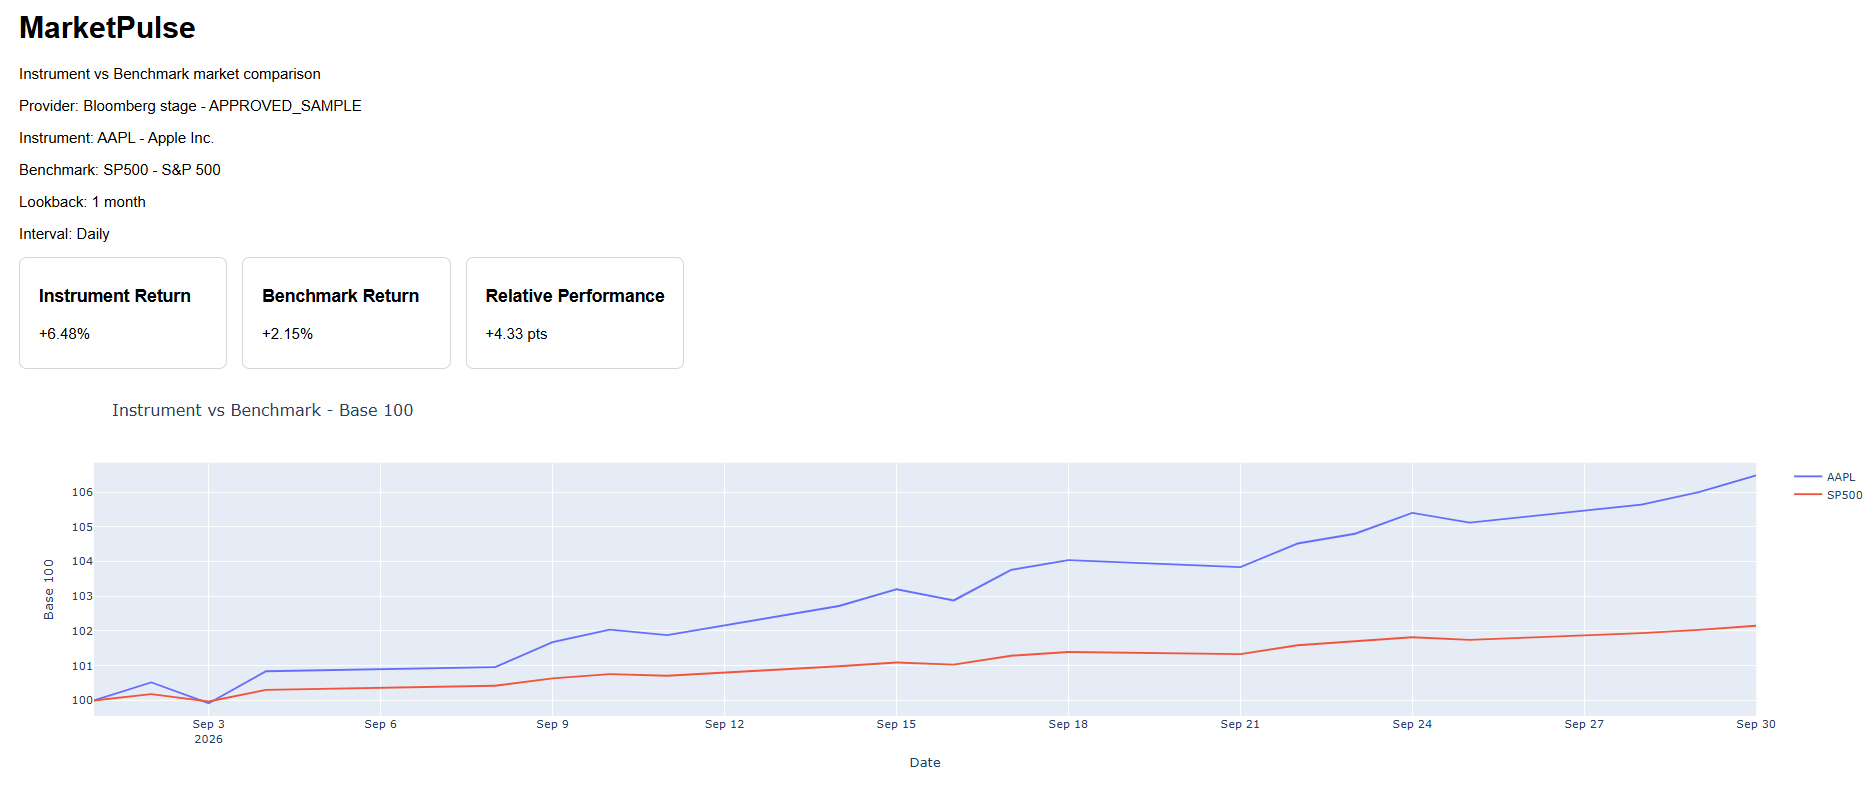 MarketPulse
Instrument vs Benchmark market comparison
Provider: Bloomberg stage - APPROVED_SAMPLE
Instrument: AAPL - Apple Inc.
Benchmark: SP500 - S&P 500
Lookback: 1 month
Interval: Daily
Instrument Return
+6.48%
Benchmark Return
+2.15%
Relative Performance
+4.33 pts
Instrument vs Benchmark - Base 100
AAPL
SP500
106
105
104
103
102
101
100
Base 100
Sep 3
2026
Sep 6
Sep 9
Sep 12
Sep 15
Sep 18
Sep 21
Sep 24
Sep 27
Sep 30
Date